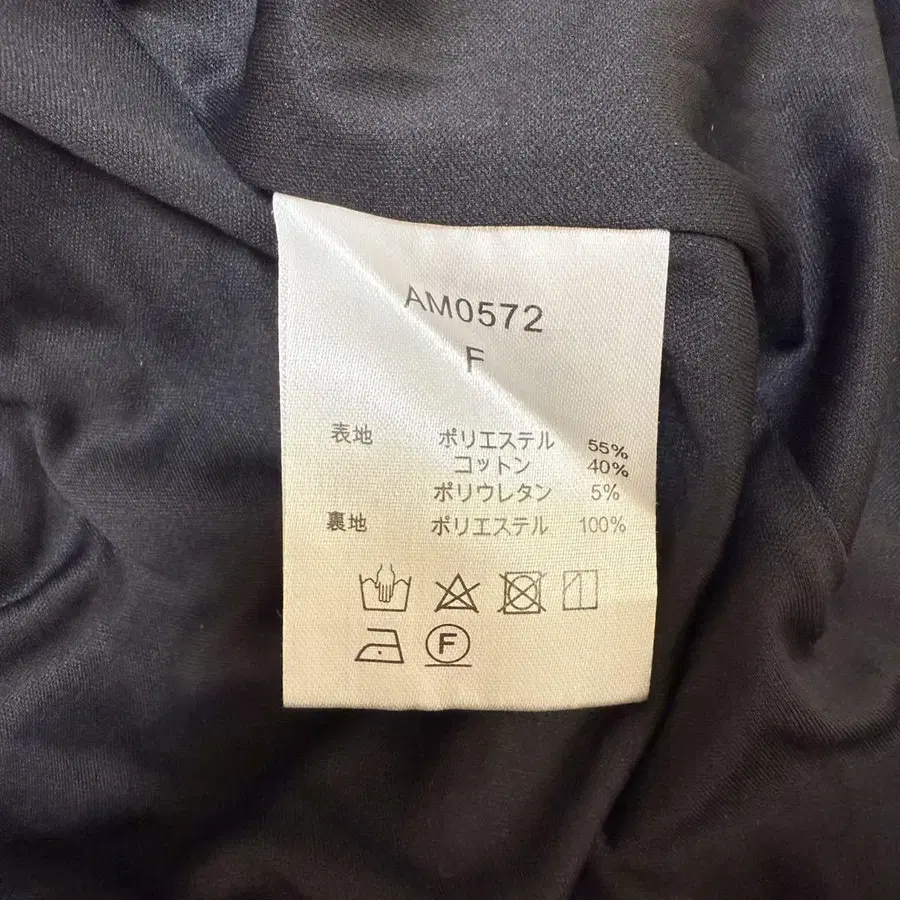 AM0572
F
表地 ポリエステル 55%
コットン 40%
ポリウレタン 5%
裏地 ポリエステル 100%
F